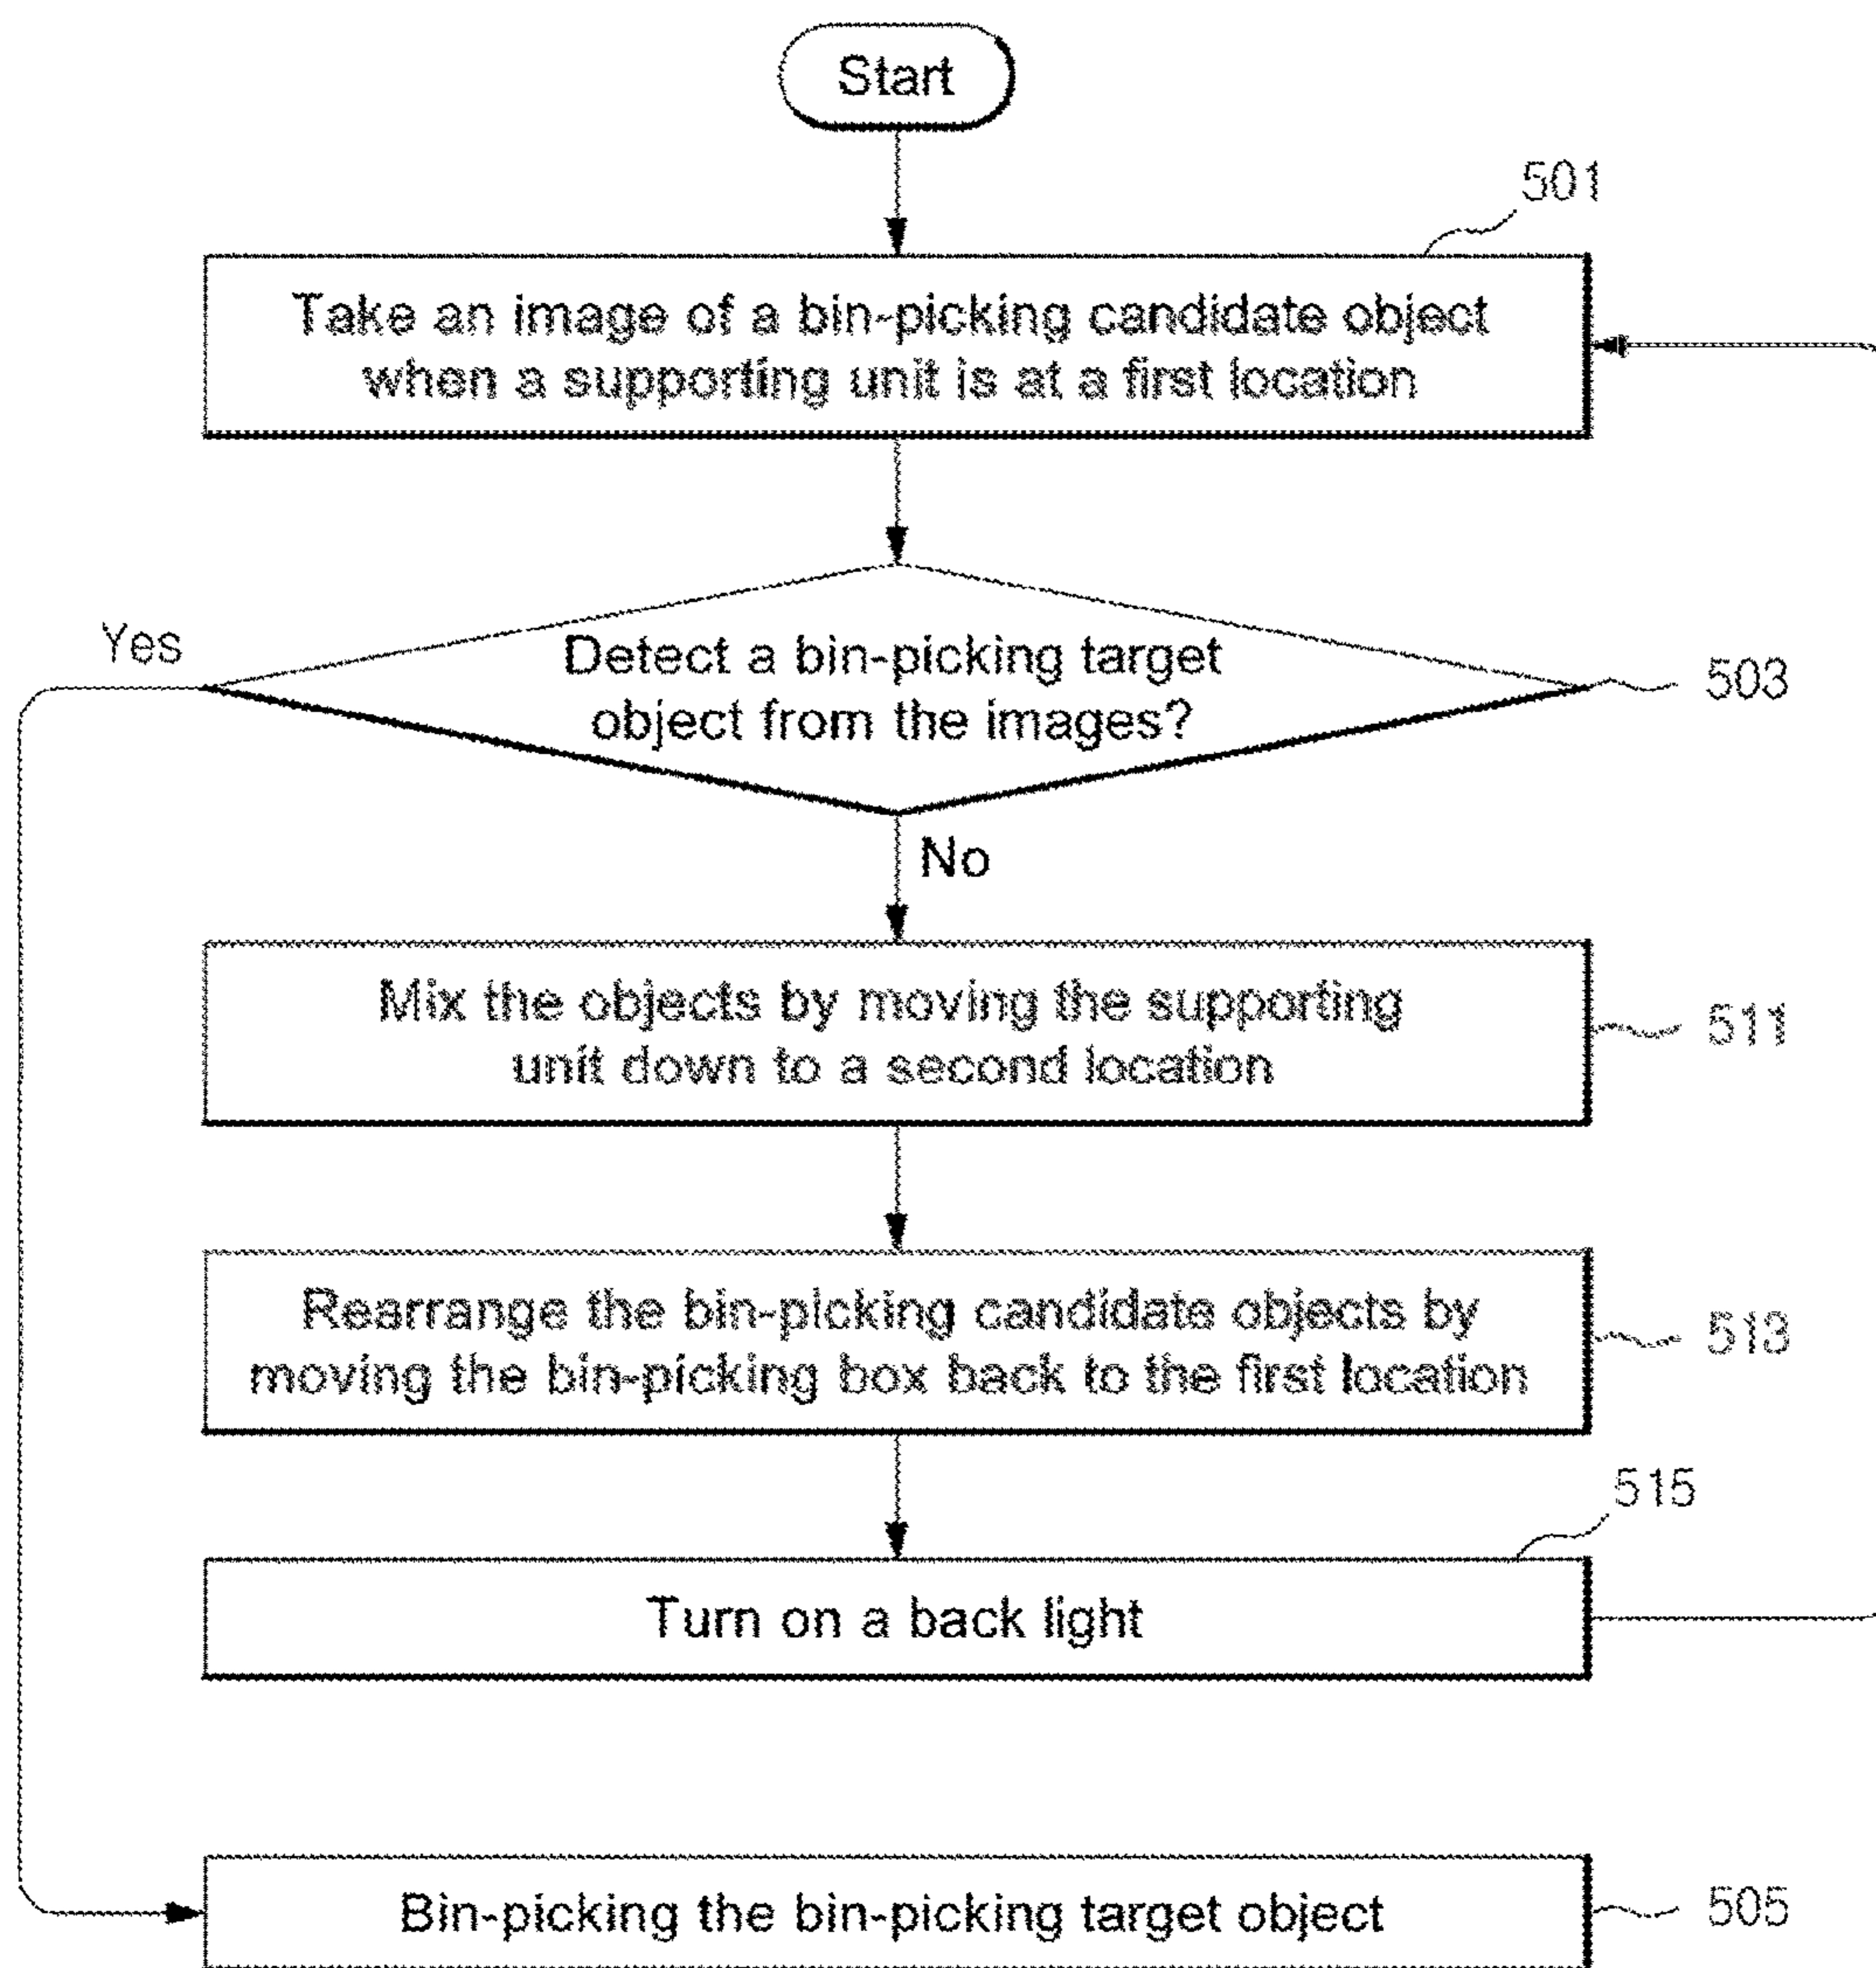 Start
501
Take an image of a bin-picking candidate object
when a supporting unit is at a first location
Yes
Detect a bin-picking target
object from the images?
503
No
Mix the objects by moving the supporting
unit down to a second location
511
Rearrange the bin-picking candidate objects by
moving the bin-picking box back to the first location
513
515
Turn on a back light
Bin-picking the bin-picking target object
505